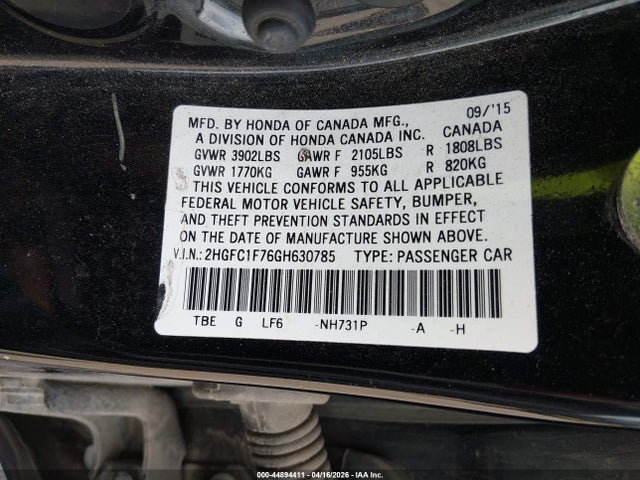 MFD. BY HONDA OF CANADA MFG., 09/'15
A DIVISION OF HONDA CANADA INC. CANADA
GVWR 3902LBS GAWR F 2105LBS R 1808LBS
GVWR 1770KG GAWR F 955KG R 820KG
THIS VEHICLE CONFORMS TO ALL APPLICABLE
FEDERAL MOTOR VEHICLE SAFETY, BUMPER,
AND THEFT PREVENTION STANDARDS IN EFFECT
ON THE DATE OF MANUFACTURE SHOWN ABOVE.
V.I.N.: 2HGFC1F76GH630785 TYPE: PASSENGER CAR
TBE G LF6 -NH731P -A -H
000-44894411 - 04/16/2026 - IAA Inc.